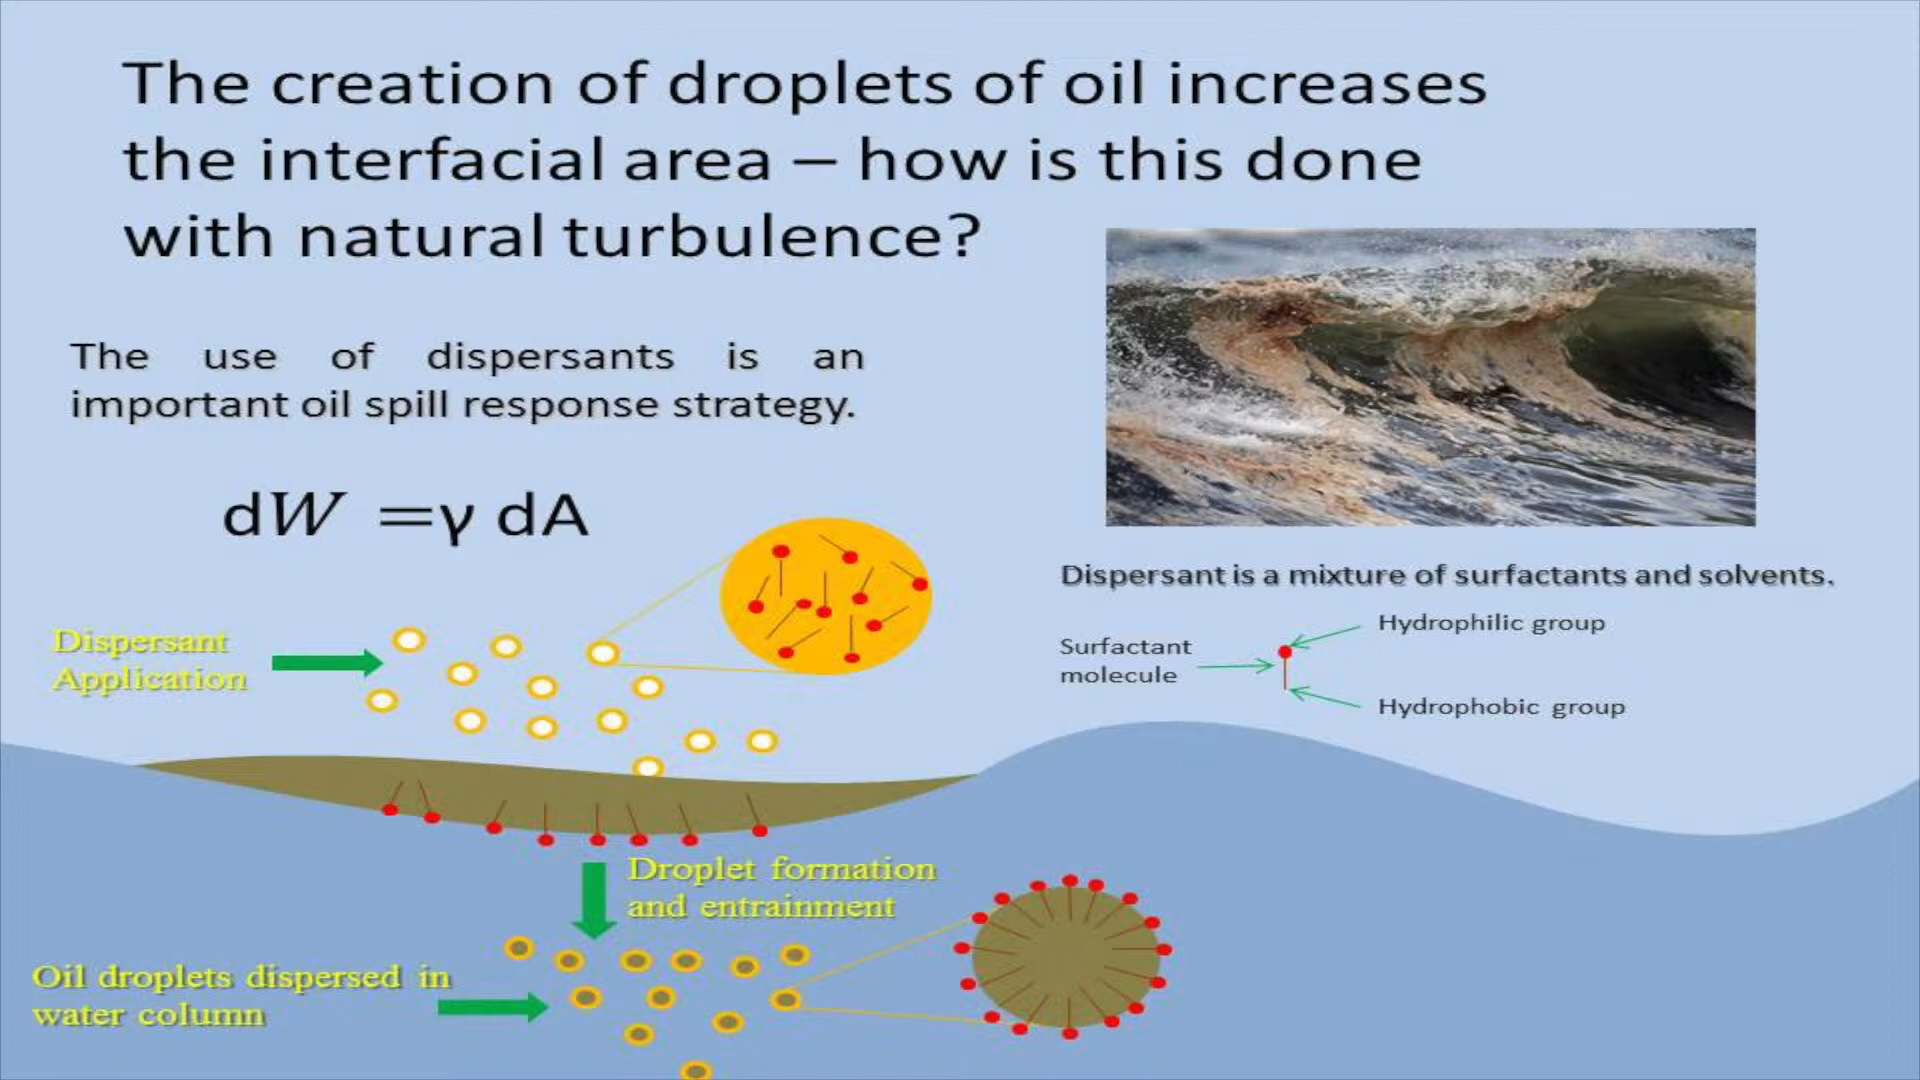 The creation of droplets of oil increases
the interfacial area – how is this done
with natural turbulence?
The use of dispersants is an
important oil spill response strategy.
dW =γ dA
Dispersant is a mixture of surfactants and solvents.
Hydrophilic group
Surfactant
molecule
Hydrophobic group
Dispersant
Application
Droplet formation
and entrainment
Oil droplets dispersed in
water column